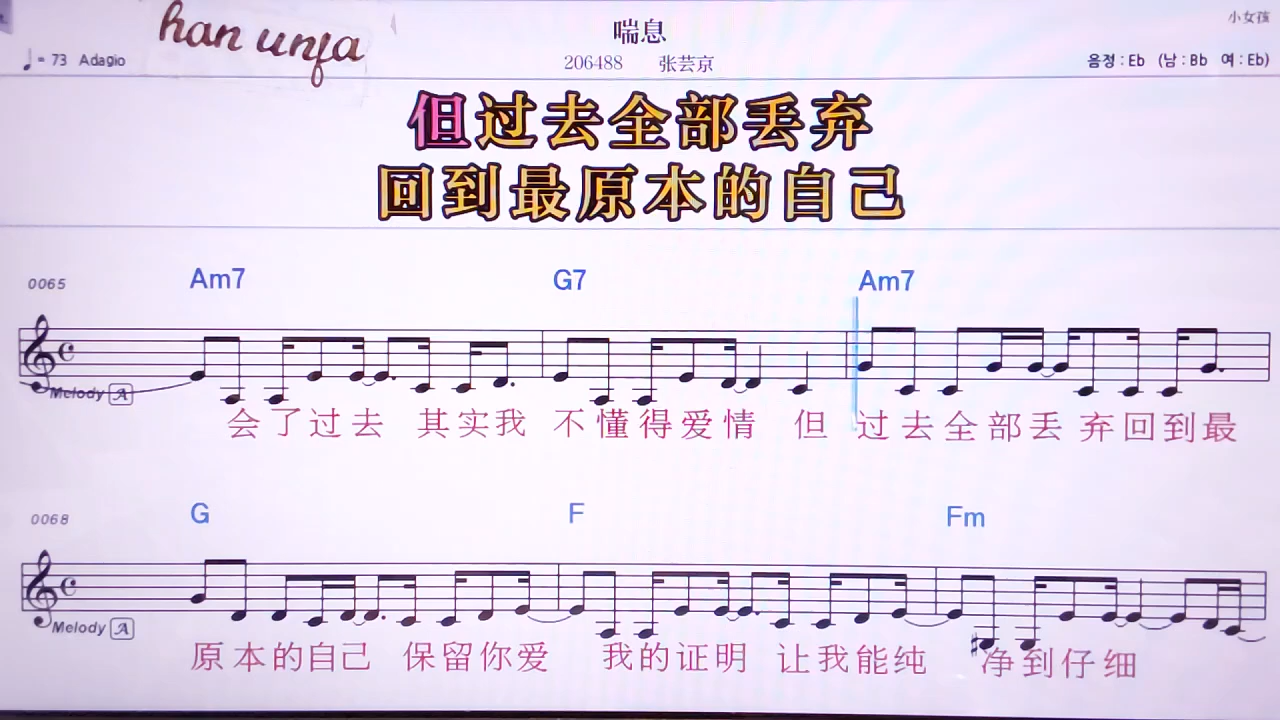 han unfa
喘息
小女孩
♩= 73 Adagio
206488 张芸京
음정 : Eb (남 : Bb 여 : Eb)
但过去全部丢弃
回到最原本的自己
0065
Am7 G7 Am7
Melody A
会了过去 其实我 不懂得爱情 但 过去全部丢 弃回到最
0068
G F Fm
Melody A
原本的自己 保留你爱 我的证明 让我能纯 净到仔细